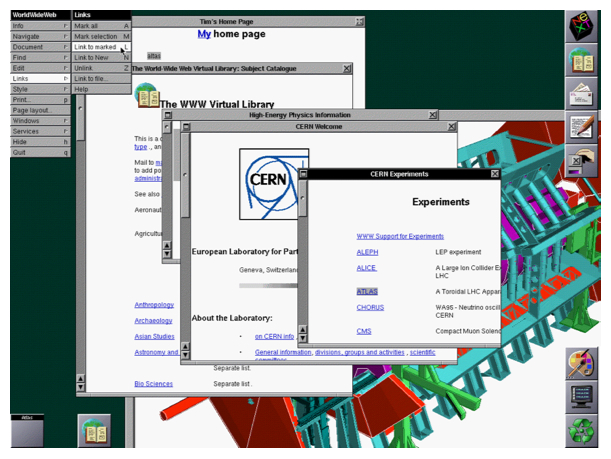 WorldWideWeb
Info
Navigate
Document
Find
Edit
Links
Style
Print... p
Page layout...
Windows
Services
Hide h
Quit q
Links
Mark all A
Mark selection M
Link to marked L
Link to New N
Unlink Z
Link to file...
Help
Tim's Home Page
My home page
atlas
The World-Wide Web Virtual Library: Subject Catalogue
The WWW Virtual Library
This is a
type ., an
Mail to
to add po
administra
See also
Aeronaut
Agricultu
Anthropology
Archaeology
Asian Studies
Astronomy and
Separate list.
Bio Sciences Separate list.
High-Energy Physics Information
CERN Welcome
CERN
European Laboratory for Part
Geneva, Switzerlan
About the Laboratory:
on CERN info
General information, divisions, groups and activities , scientific
committees
CERN Experiments
Experiments
WWW Support for Experiments
ALEPH LEP experiment
ALICE A Large Ion Collider E
LHC
ATLAS A Toroidal LHC Appar
CHORUS WA95 - Neutrino oscill
CERN
CMS Compact Muon Solenc